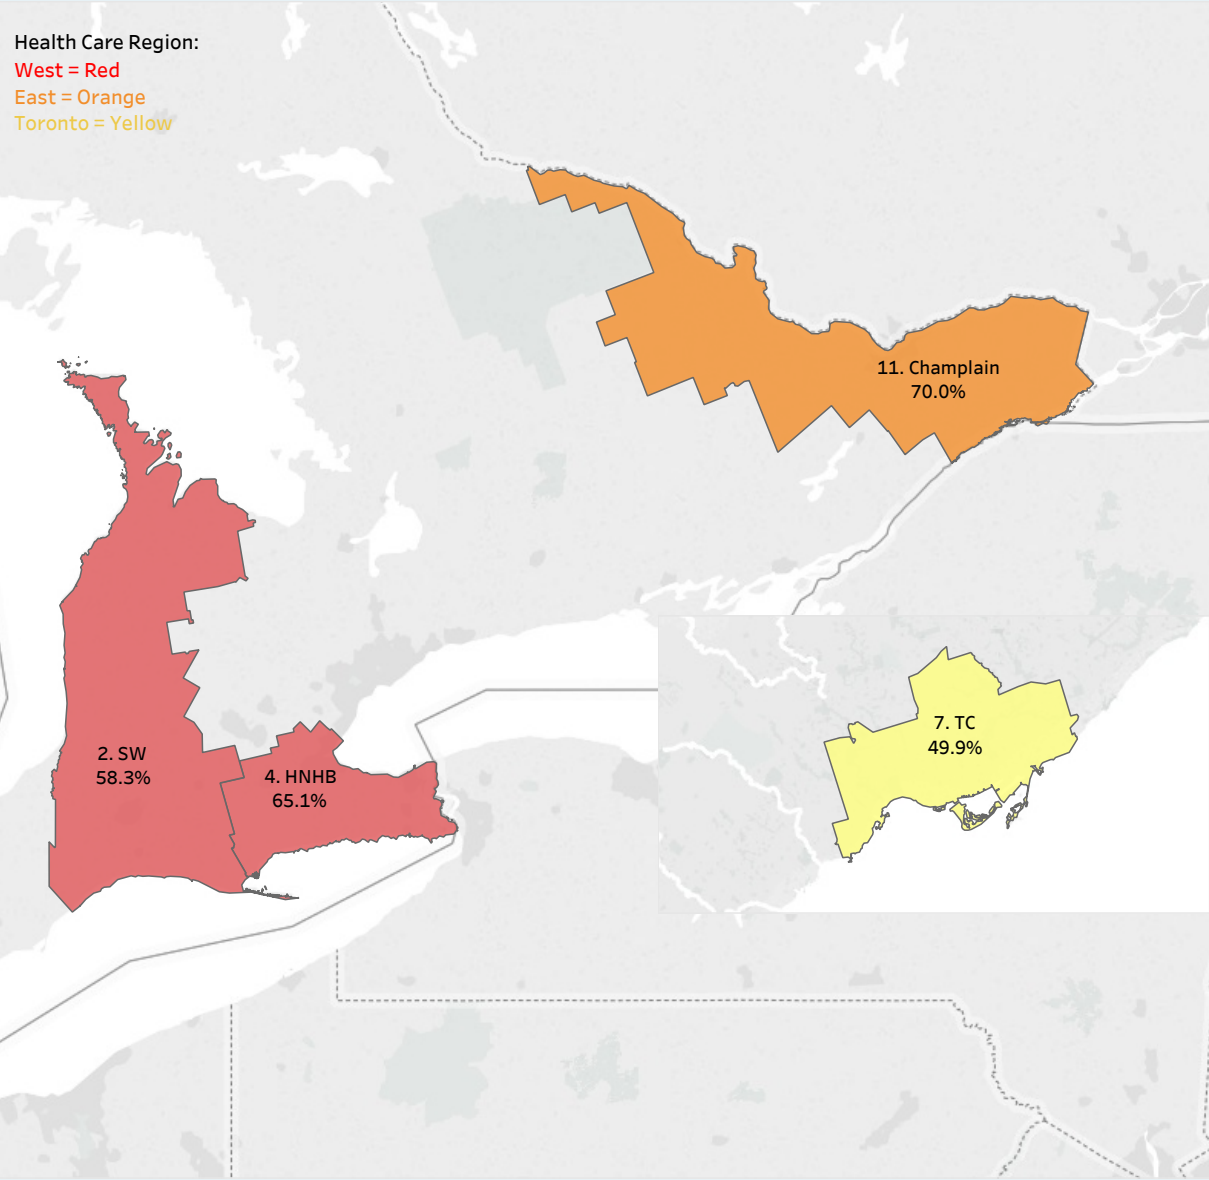 Health Care Region:
West = Red
East = Orange
Toronto = Yellow
11. Champlain
70.0%
7. TC
49.9%
2. SW
58.3%
4. HNHB
65.1%